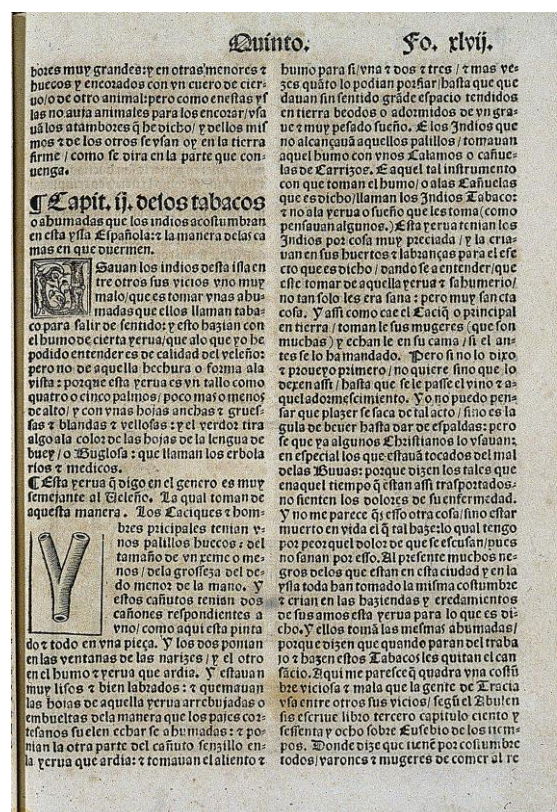 Quinto. Fo. xlvij.
bores muy grandes: y en otras menores ⁊
huecos y encorados con vn cuero de cier-
uo/o de otro animal: pero como en estas ys
las no auia animales para los encorar/vsa
uã los atambores q̃ he dicho/ y dellos mis
mos ⁊ de los otros se vsan oy en la tierra
firme/ como se dira en la parte que con-
uenga.
¶Capit. ij. delos tabacos
o ahumadas que los indios acostumbran
en esta ysla Española: ⁊ la manera delas ca
mas en que duermen.
VSauan los indios desta isla en
tre otros sus vicios vno muy
malo/que es tomar vnas ahu-
madas que ellos llaman taba-
co para salir de sentido: y esto hazian con
el humo de cierta yerua/que alo que yo he
podido entender es de calidad del veleño:
pero no de aquella hechura o forma ala
vista: porque esta yerua es vn tallo como
quatro o cinco palmos/ poco mas o menos
de alto/ y con vnas hojas anchas ⁊ grues-
sas ⁊ blandas ⁊ vellosas: y el verdor tira
algo ala color de las hojas de la lengua de
buey/o Buglosa: que llaman los erbola
rios ⁊ medicos.
¶Esta yerua q̃ digo en el genero es muy
semejante al Veleño. La qual toman de
aquesta manera. Los Caciques ⁊ hom-
bres pricipales tenian v-
nos palillos huecos: del
tamaño de vn xeme o me-
nos/ dela grosseza del de-
do menor de la mano. Y
estos cañutos tenian dos
cañones respondientes a
vno/ como aqui esta pinta
do ⁊ todo en vna pieça. Y los dos ponian
en las ventanas de las narizes/ y el otro
en el humo ⁊ yerua que ardia. Y estauan
muy lisos ⁊ bien labrados: ⁊ quemauan
las hojas de aquella yerua arrebujadas o
embueltas dela manera que los pajes cor-
tesanos suelen echar se ahumadas: ⁊ po-
nian la otra parte del cañuto senzillo en-
la yerua que ardia: ⁊ tomauan el aliento ⁊
humo para si/vna ⁊ dos ⁊ tres/ ⁊ mas ve-
zes quãto lo podian porfiar/hasta que que
dauan sin sentido grãde espacio tendidos
en tierra beodos o adormidos de vn gra-
ue ⁊ muy pesado sueño. E los Indios que
no alcançauã aquellos palillos/ tomauan
aquel humo con vnos Calamos o cañue-
las de Carrizos. E aquel tal instrumento
con que toman el humo/ o alas Cañuelas
que es dicho/llaman los Indios Tabaco:
⁊ no ala yerua o sueño que les toma (como
pensauan algunos.) Esta yerua tenian los
Indios por cosa muy preciada/ y la cria-
uan en sus huertos ⁊ labranças para el efe
cto que es dicho/ dando se a entender/que
este tomar de aquella yerua ⁊ sahumerio/
no tan solo les era sana: pero muy sancta
cosa. Y assi como cae el Caciq̃ o principal
en tierra/ toman le sus mugeres (que son
muchas) y echan le en su cama/ si el an-
tes se lo ha mandado. Pero si no lo dixo
⁊ proueyo primero/ no quiere sino que lo
dexen assi/ hasta que se le passe el vino ⁊ a-
quel adormescimiento. Yo no puedo pen-
sar que plazer se saca de tal acto/ sino es la
gula de beuer hasta dar de espaldas: pero
se que ya algunos Christianos lo vsauan:
en especial los que estauã tocados del mal
delas Buuas: porque dizen los tales que
en aquel tiempo q̃ estan assi trasportados/
no sienten los dolores de su enfermedad.
Y no me parece q̃ es esso otra cosa/sino estar
muerto en vida el q̃ tal haze: lo qual tengo
por peor quel dolor de que se escusan/pues
no sanan por esso. Al presente muchos ne-
gros delos que estan en esta ciudad y en la
ysla toda han tomado la misma costumbre
⁊ crian en las haziendas ⁊ eredamientos
de sus amos esta yerua para lo que es di-
cho. Y ellos tomã las mesmas ahumadas/
porque dizen que quando paran del traba
jo ⁊ hazen estos Tabacos les quitan el can
sãcio. Aqui me paresce q̃ quadra vna costũ
bre viciosa ⁊ mala que la gente de Tracia
vsa entre otros sus vicios/ segũ el Abulen
sis escriue libro tercero capitulo ciento y
sessenta y ocho sobre Eusebio de los tiem-
pos. Donde dize que tienẽ por costumbre
todos/varones ⁊ mugeres de comer al re